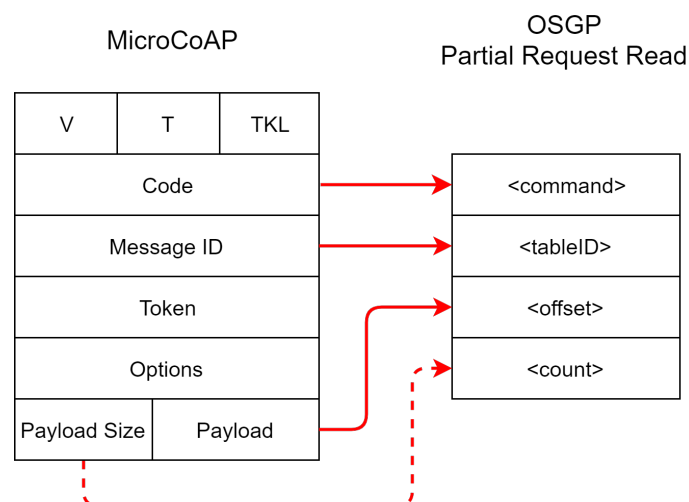 MicroCoAP
OSGP
Partial Request Read
V
T
TKL
Code
<command>
Message ID
<tableID>
Token
<offset>
Options
<count>
Payload Size
Payload